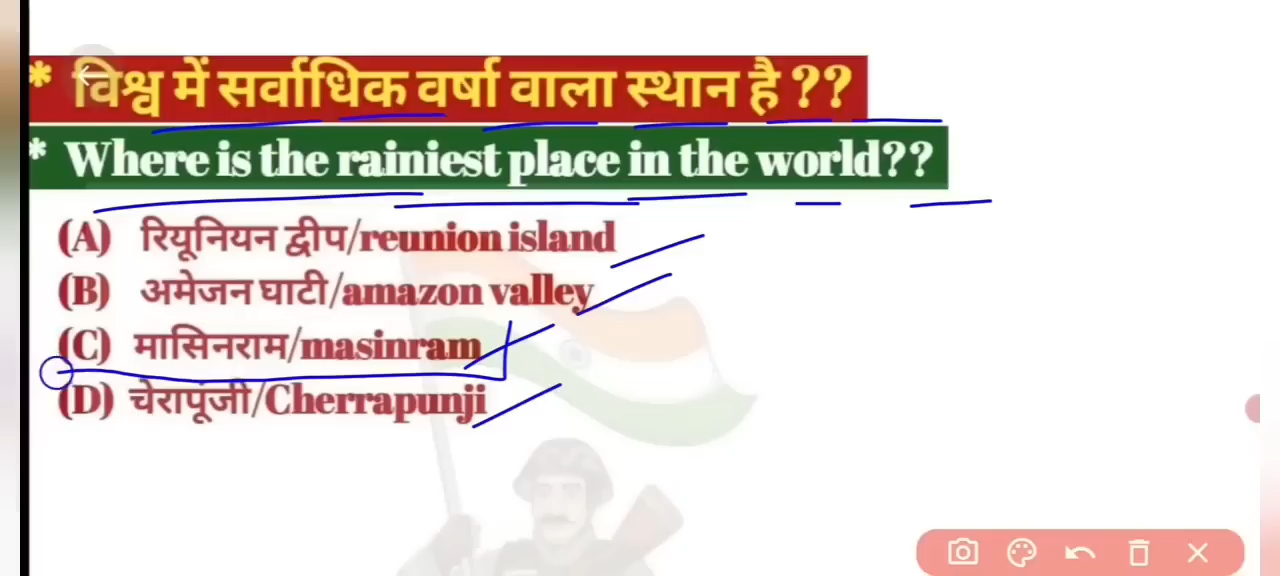 * विश्व में सर्वाधिक वर्षा वाला स्थान है ??
* Where is the rainiest place in the world??
(A) रियूनियन द्वीप/reunion island
(B) अमेजन घाटी/amazon valley
(C) मासिनराम/masinram
(D) चेरापूंजी/Cherrapunji